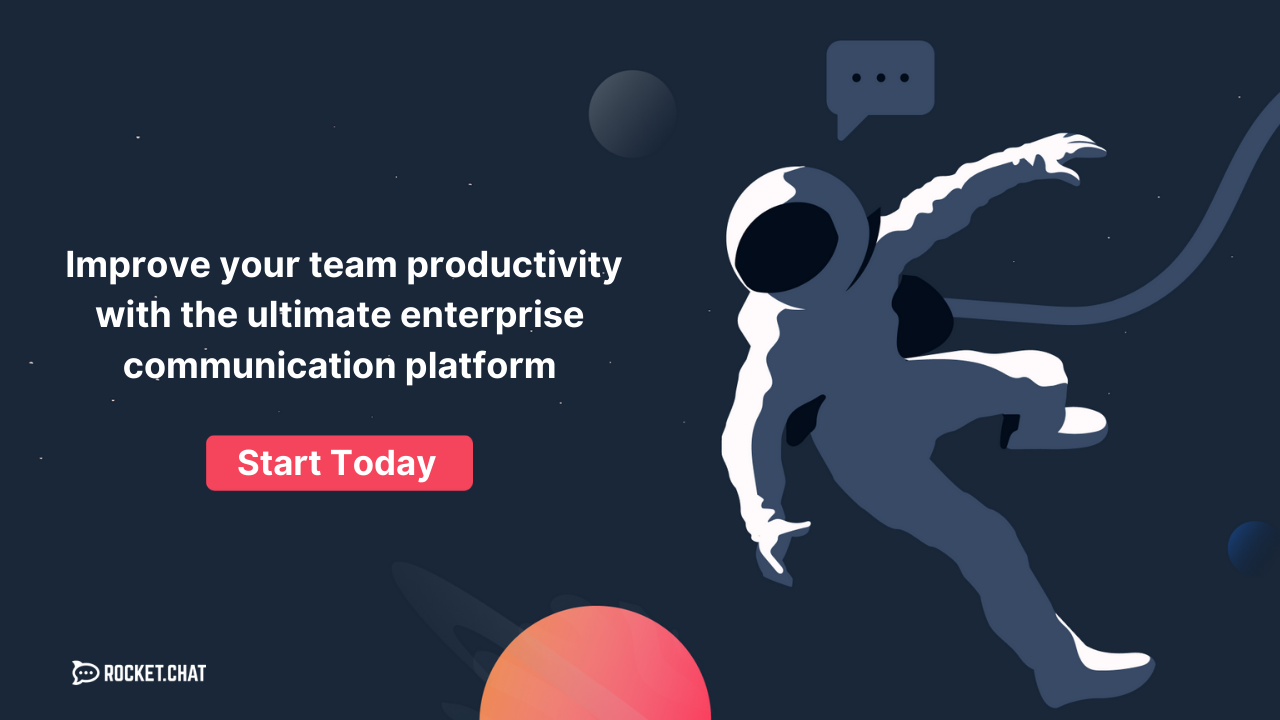 Improve your team productivity
with the ultimate enterprise
communication platform
Start Today
ROCKET.CHAT